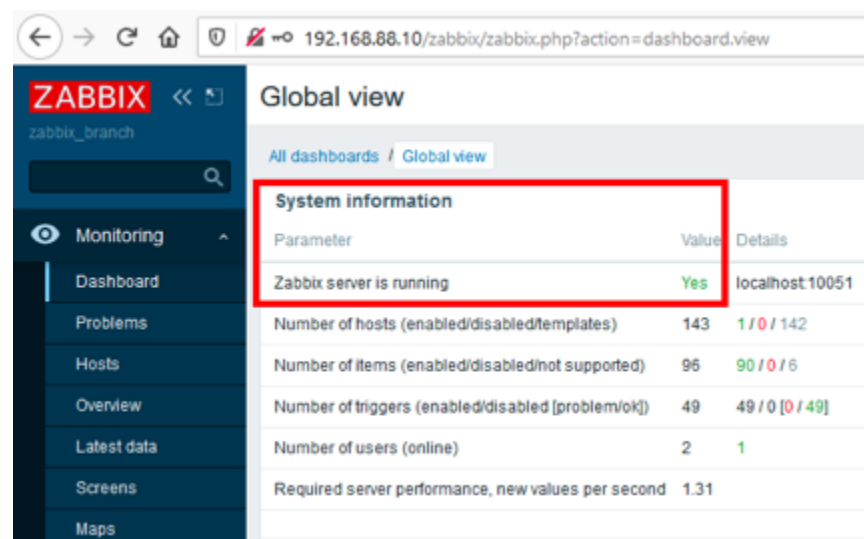 192.168.88.10/zabbix/zabbix.php?action=dashboard.view
ZABBIX
zabbix_branch
Monitoring
Dashboard
Problems
Hosts
Overview
Latest data
Screens
Maps
Global view
All dashboards / Global view
System information
Parameter Value Details
Zabbix server is running Yes localhost:10051
Number of hosts (enabled/disabled/templates) 143 1 / 0 / 142
Number of items (enabled/disabled/not supported) 96 90 / 0 / 6
Number of triggers (enabled/disabled [problem/ok]) 49 49 / 0 [0 / 49]
Number of users (online) 2 1
Required server performance, new values per second 1.31